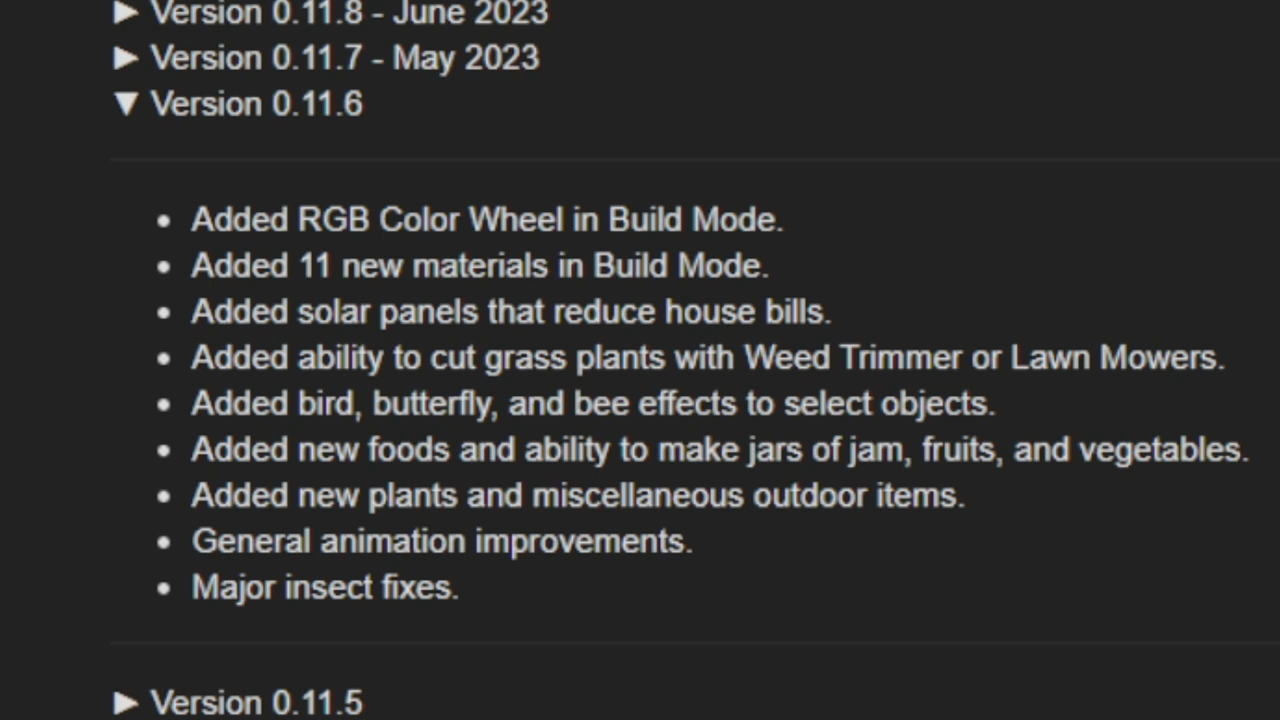 ▶ Version 0.11.8 - June 2023
▶ Version 0.11.7 - May 2023
▼ Version 0.11.6
• Added RGB Color Wheel in Build Mode.
• Added 11 new materials in Build Mode.
• Added solar panels that reduce house bills.
• Added ability to cut grass plants with Weed Trimmer or Lawn Mowers.
• Added bird, butterfly, and bee effects to select objects.
• Added new foods and ability to make jars of jam, fruits, and vegetables.
• Added new plants and miscellaneous outdoor items.
• General animation improvements.
• Major insect fixes.
▶ Version 0.11.5